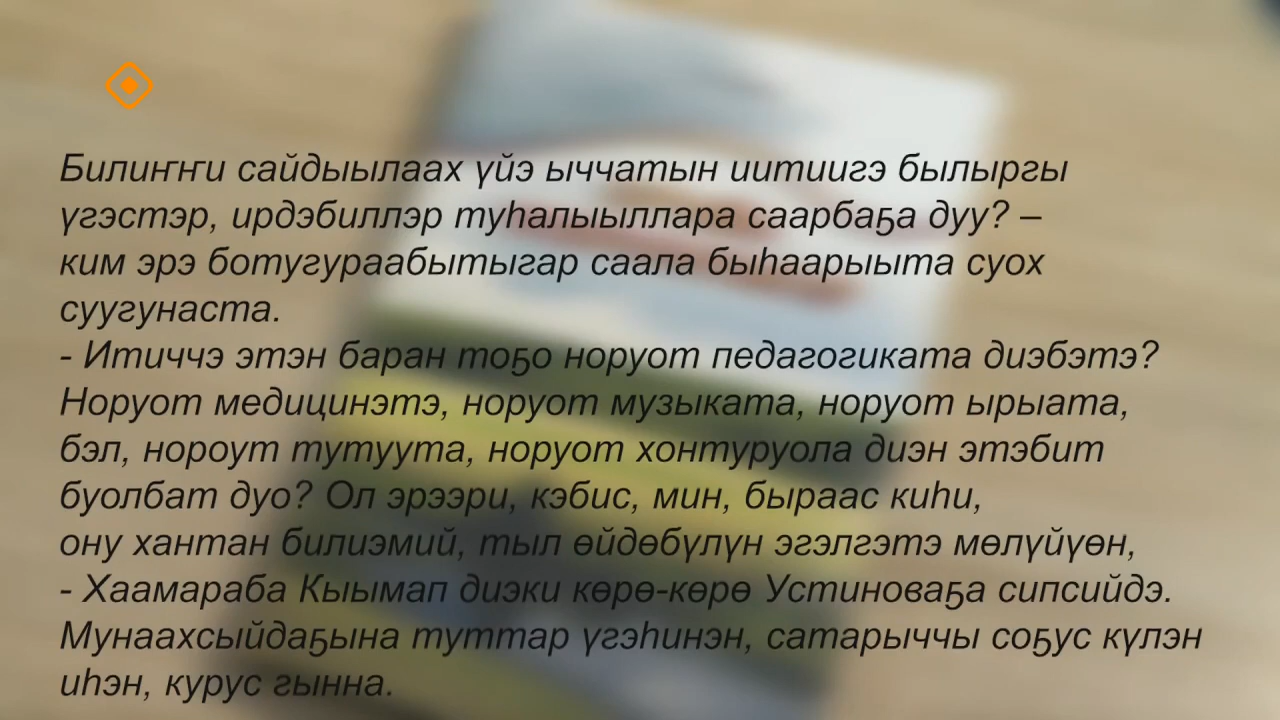 Билиҥҥи сайдыылаах үйэ ыччатын иитиигэ былыргы
үгэстэр, ирдэбиллэр туһалыыллара саарбаҕа дуу? –
ким эрэ ботугураабытыгар саала быһаарыыта суох
суугунаста.
- Итиччэ этэн баран тоҕо норуот педагогиката диэбэтэ?
Норуот медицинэтэ, норуот музыката, норуот ырыата,
бэл, нороут тутуута, норуот хонтуруола диэн этэбит
буолбат дуо? Ол эрээри, кэбис, мин, быраас киһи,
ону хантан билиэмий, тыл өйдөбүлүн эгэлгэтэ мөлүйүөн,
- Хаамараба Кыымап диэки көрө-көрө Устиноваҕа сипсийдэ.
Мунаахсыйдаҕына туттар үгэһинэн, сатарыччы соҕус күлэн
иһэн, курус гынна.